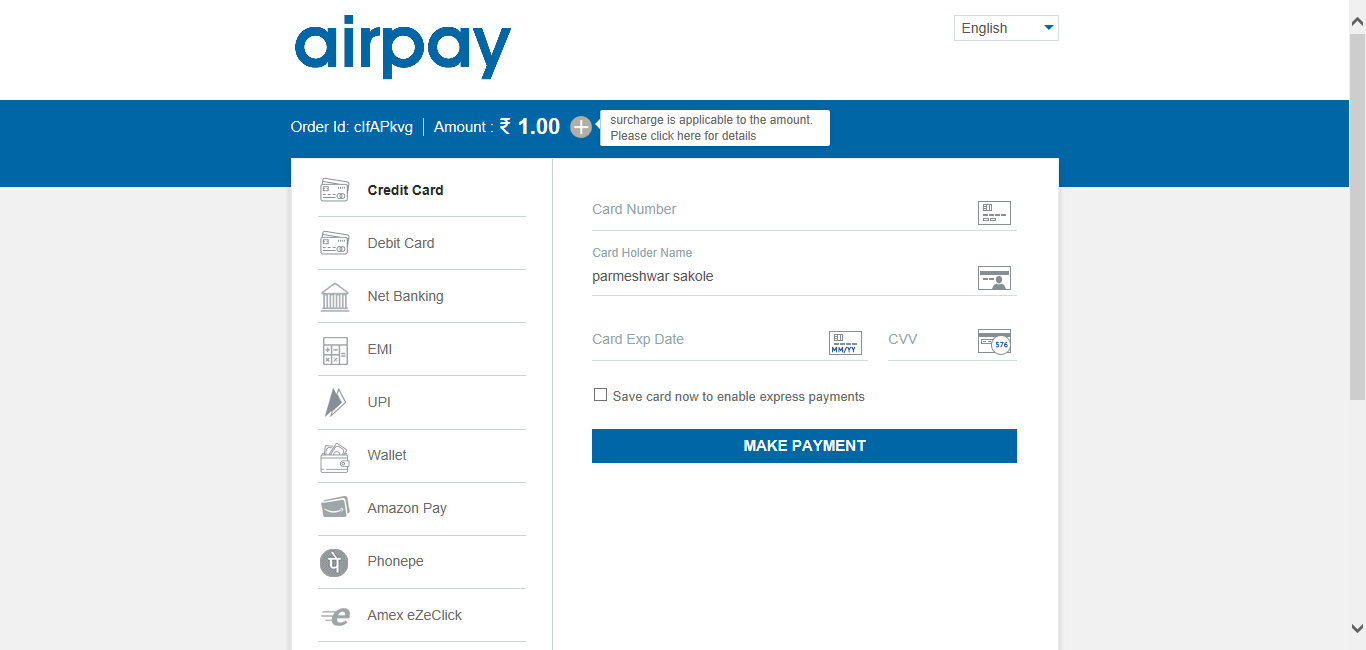 airpay
English
Order Id: cIfAPkvg
Amount : ₹ 1.00
surcharge is applicable to the amount.
Please click here for details
Credit Card
Debit Card
Net Banking
EMI
UPI
Wallet
Amazon Pay
पे
Phonepe
e
Amex eZeClick
Card Number
Card Holder Name
parmeshwar sakole
Card Exp Date
MM/YY
CVV
576
Save card now to enable express payments
MAKE PAYMENT